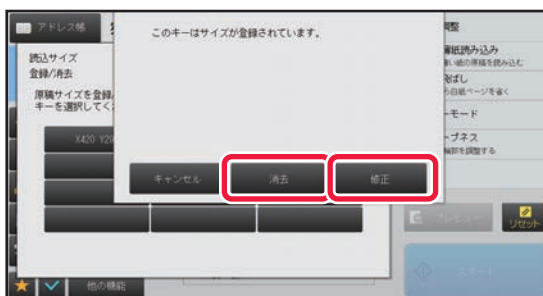 アドレス帳
このキーはサイズが登録されています。
読込サイズ
登録/消去
原稿サイズを登録
キーを選択してく
X420 Y2
キャンセル
消去
修正
調整
薄紙読み込み
い紙の原稿を読み込む
飛ばし
白紙ページを省く
ーモード
ープネス
輪郭を調整する
プレビュー
リセット
スタート
他の機能